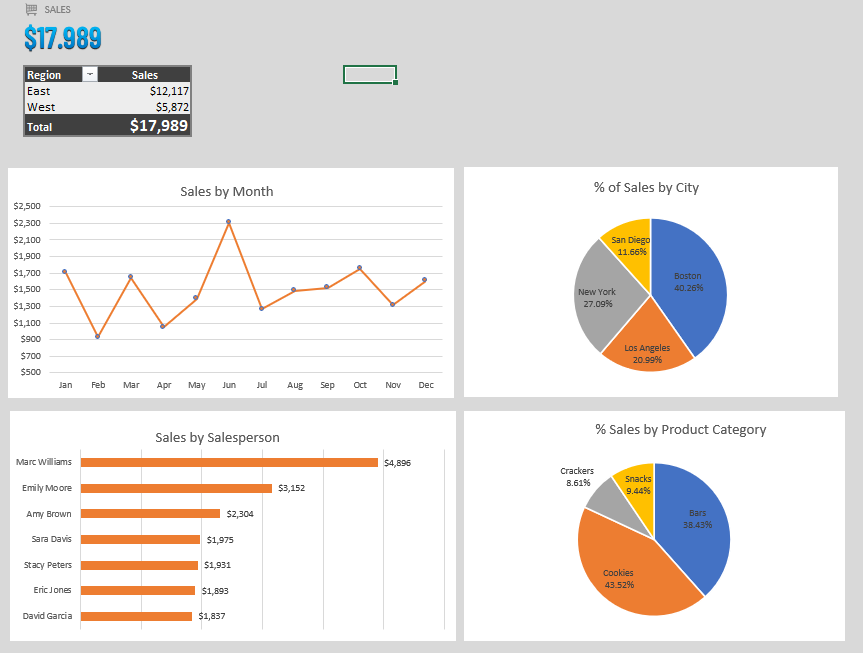 SALES
$17.989
Region Sales
East $12,117
West $5,872
Total $17,989
Sales by Month
$2,500
$2,300
$2,100
$1,900
$1,700
$1,500
$1,300
$1,100
$900
$700
$500
Jan Feb Mar Apr May Jun Jul Aug Sep Oct Nov Dec
% of Sales by City
San Diego
11.66%
Boston
40.26%
New York
27.09%
Los Angeles
20.99%
Sales by Salesperson
Marc Williams $4,896
Emily Moore $3,152
Amy Brown $2,304
Sara Davis $1,975
Stacy Peters $1,931
Eric Jones $1,893
David Garcia $1,837
% Sales by Product Category
Crackers
8.61%
Snacks
9.44%
Bars
38.43%
Cookies
43.52%